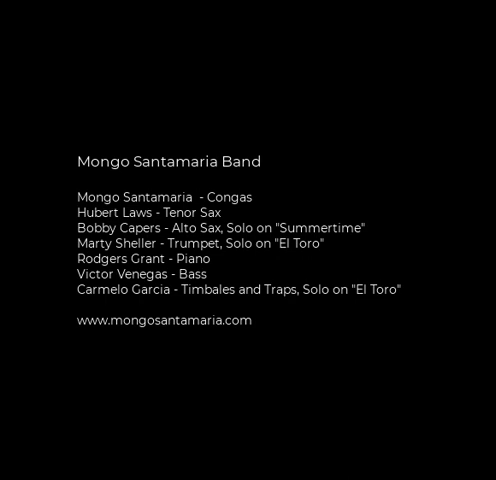 Mongo Santamaria Band
Mongo Santamaria  - Congas
Hubert Laws - Tenor Sax
Bobby Capers - Alto Sax, Solo on "Summertime"
Marty Sheller - Trumpet, Solo on "El Toro"
Rodgers Grant - Piano
Victor Venegas - Bass
Carmelo Garcia - Timbales and Traps, Solo on "El Toro"
www.mongosantamaria.com